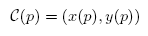 𝒞(p) = (x(p), y(p))